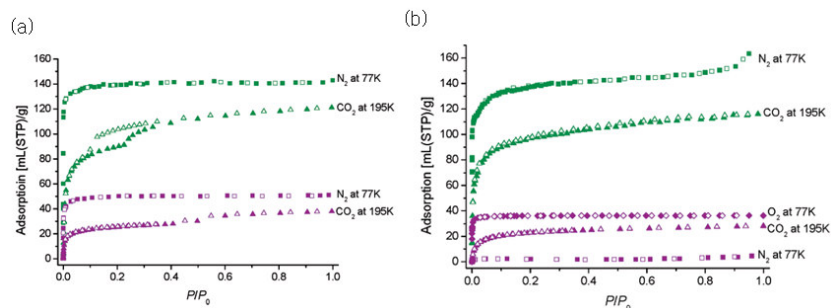 (a)
(b)
Adsorptioin [mL(STP)/g]
160
140
120
100
80
60
40
20
0
0.0
0.2
0.4
0.6
0.8
1.0
P/P₀
N₂ at 77K
CO₂ at 195K
N₂ at 77K
CO₂ at 195K
Adsorption [mL(STP)/g]
160
140
120
100
80
60
40
20
0
0.0
0.2
0.4
0.6
0.8
1.0
P/P₀
N₂ at 77K
CO₂ at 195K
O₂ at 77K
CO₂ at 195K
N₂ at 77K